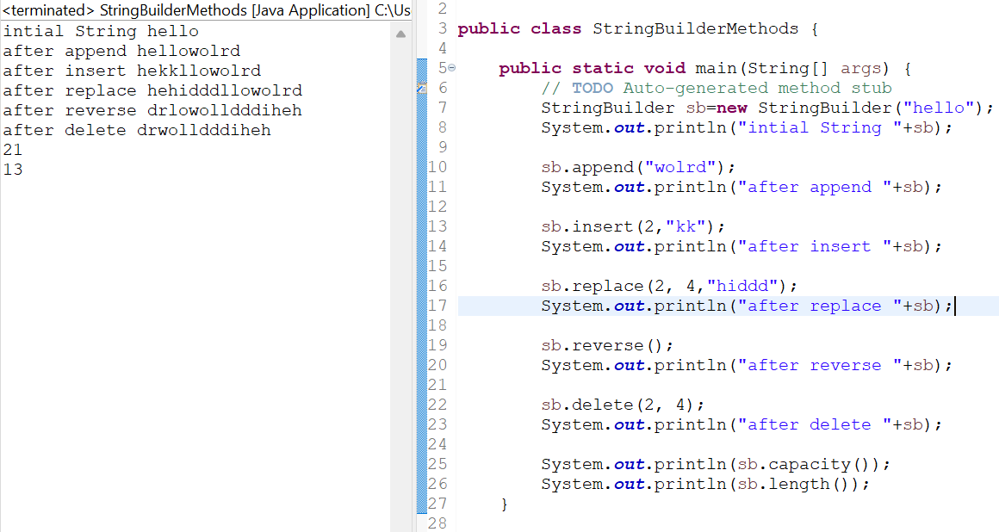 <terminated> StringBuilderMethods [Java Application] C:\Us
intial String hello
after append hellowolrd
after insert hekkllowolrd
after replace hehidddllowolrd
after reverse drlowolldddiheh
after delete drwolldddiheh
21
13
2
3 public class StringBuilderMethods {
4
5 public static void main(String[] args) {
6 // TODO Auto-generated method stub
7 StringBuilder sb=new StringBuilder("hello");
8 System.out.println("intial String "+sb);
9
10 sb.append("wolrd");
11 System.out.println("after append "+sb);
12
13 sb.insert(2,"kk");
14 System.out.println("after insert "+sb);
15
16 sb.replace(2, 4,"hiddd");
17 System.out.println("after replace "+sb);
18
19 sb.reverse();
20 System.out.println("after reverse "+sb);
21
22 sb.delete(2, 4);
23 System.out.println("after delete "+sb);
24
25 System.out.println(sb.capacity());
26 System.out.println(sb.length());
27 }
28